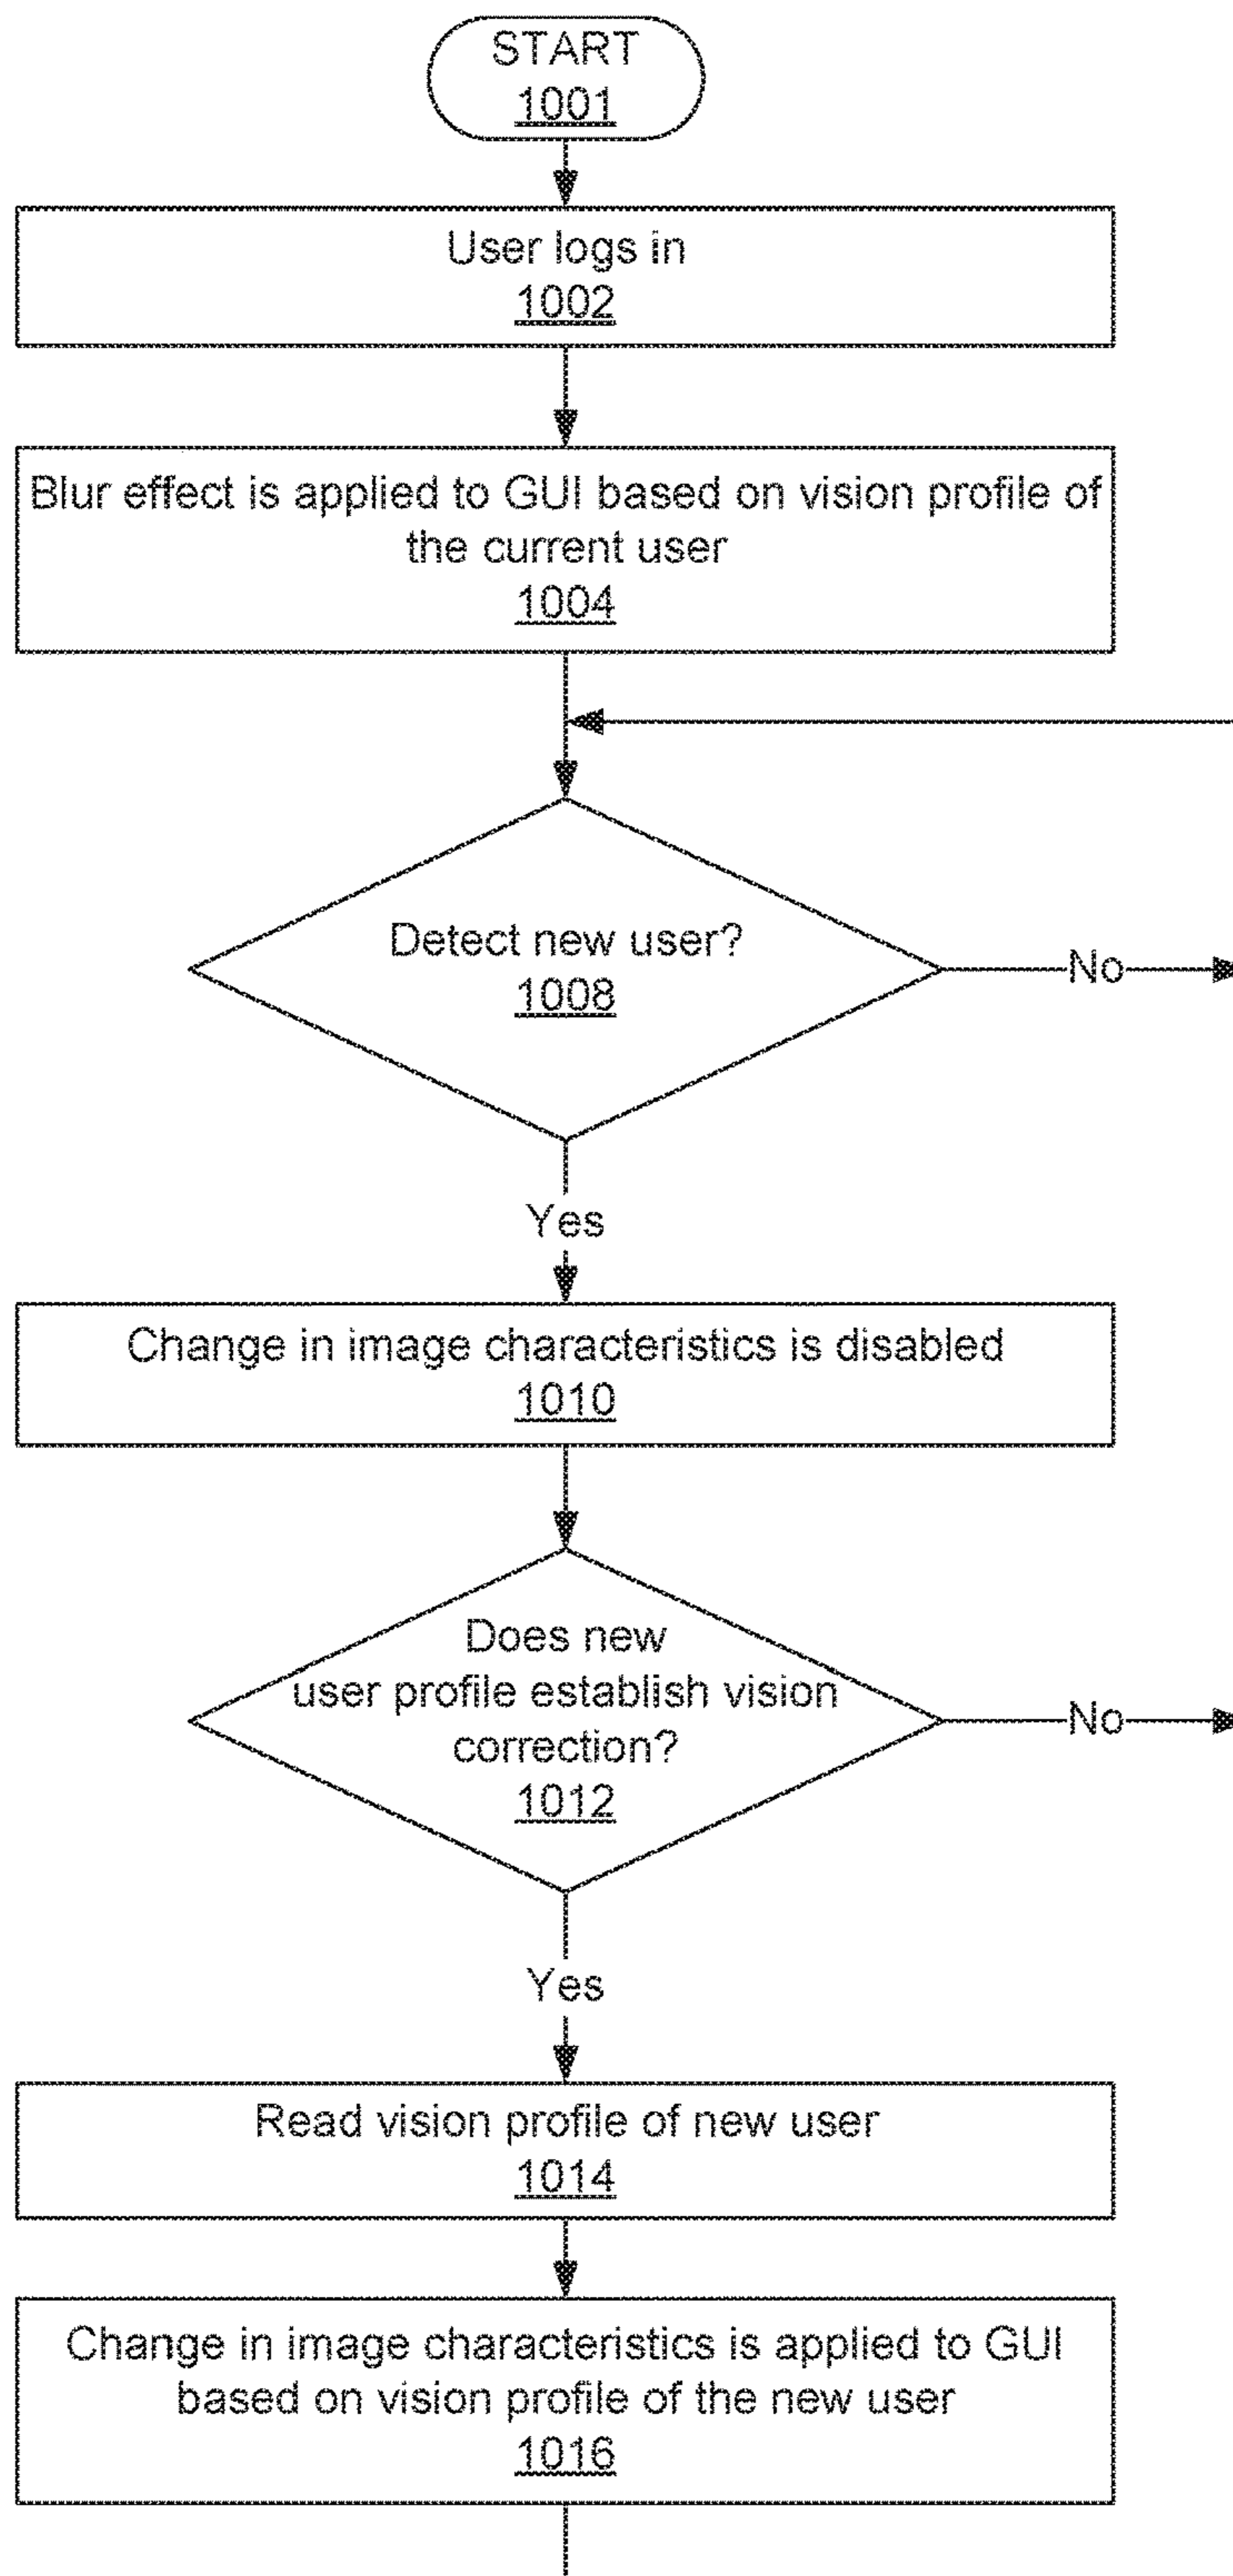 START
1001
User logs in
1002
Blur effect is applied to GUI based on vision profile of
the current user
1004
Detect new user?
1008
No
Yes
Change in image characteristics is disabled
1010
Does new
user profile establish vision
correction?
1012
No
Yes
Read vision profile of new user
1014
Change in image characteristics is applied to GUI
based on vision profile of the new user
1016